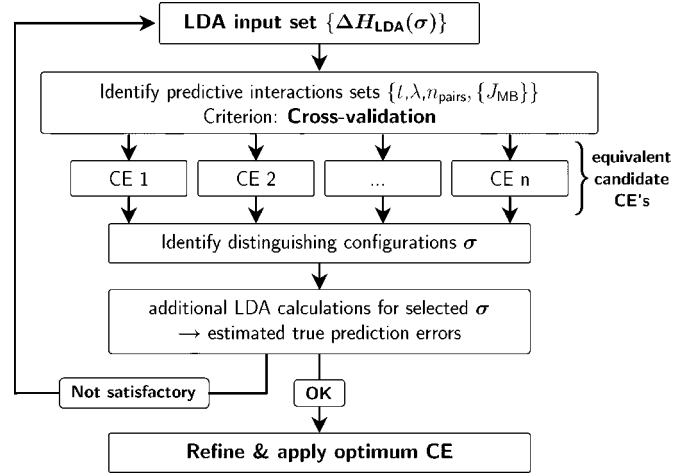 LDA input set {ΔH_LDA(σ)}
Identify predictive interactions sets {t,λ,n_pairs,{J_MB}}
Criterion: Cross-validation
CE 1
CE 2
...
CE n
equivalent
candidate
CE's
Identify distinguishing configurations σ
additional LDA calculations for selected σ
→ estimated true prediction errors
Not satisfactory
OK
Refine & apply optimum CE